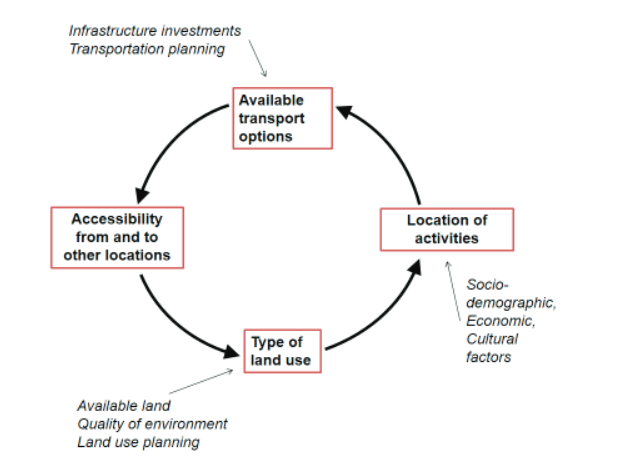 Infrastructure investments
Transportation planning
Available
transport
options
Accessibility
from and to
other locations
Location of
activities
Socio-
demographic,
Economic,
Cultural
factors
Type of
land use
Available land
Quality of environment
Land use planning